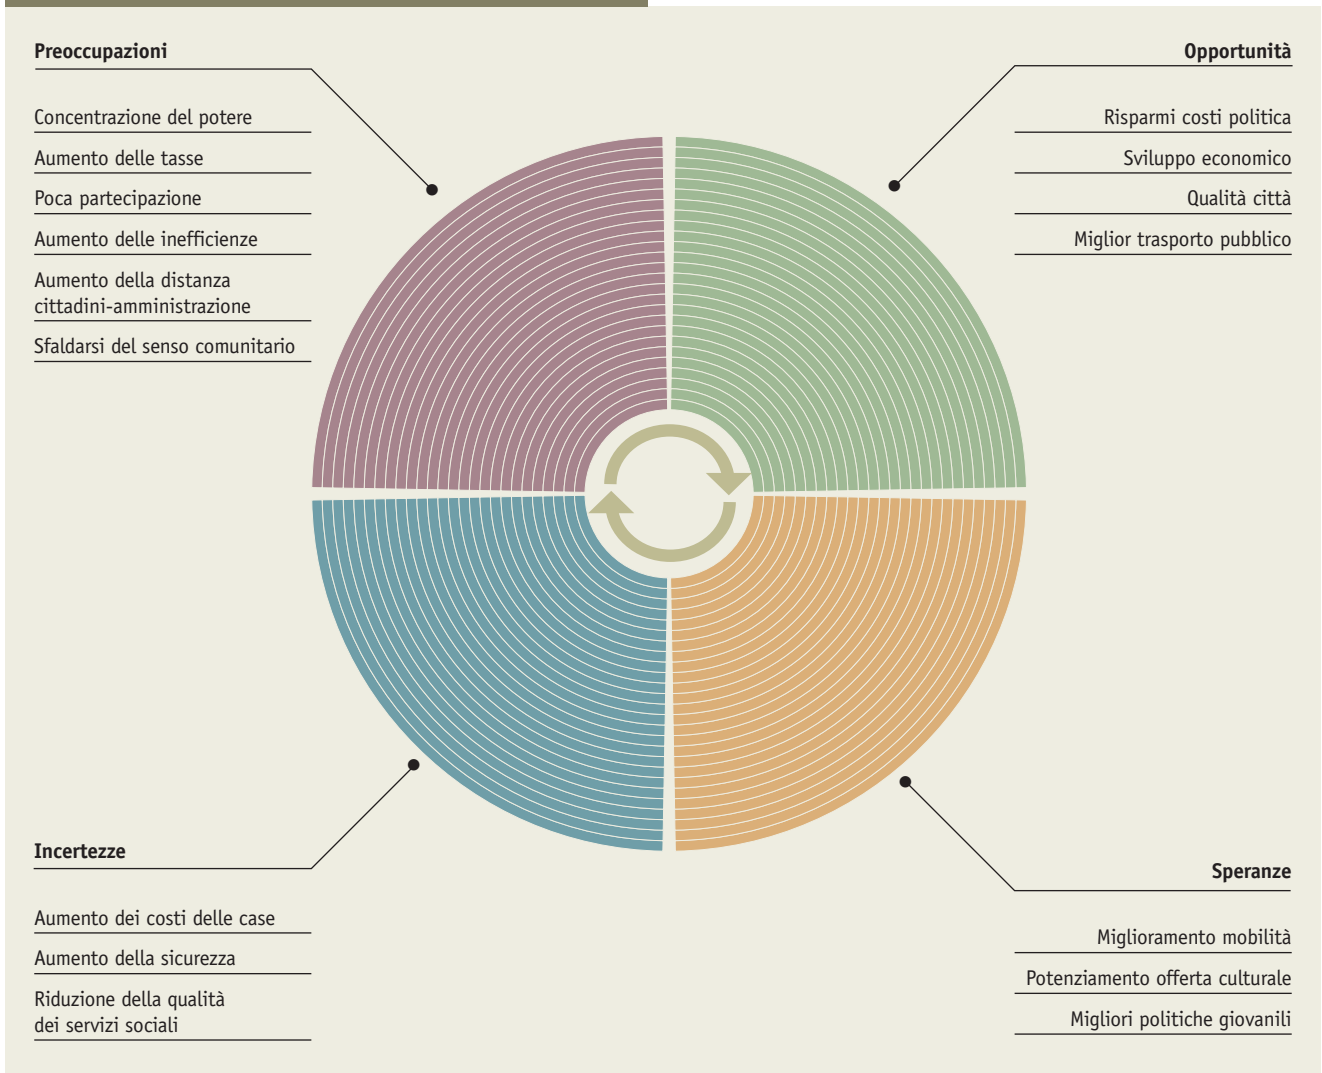 Preoccupazioni
Concentrazione del potere
Aumento delle tasse
Poca partecipazione
Aumento delle inefficienze
Aumento della distanza
cittadini-amministrazione
Sfaldarsi del senso comunitario
Opportunità
Risparmi costi politica
Sviluppo economico
Qualità città
Miglior trasporto pubblico
Incertezze
Aumento dei costi delle case
Aumento della sicurezza
Riduzione della qualità
dei servizi sociali
Speranze
Miglioramento mobilità
Potenziamento offerta culturale
Migliori politiche giovanili